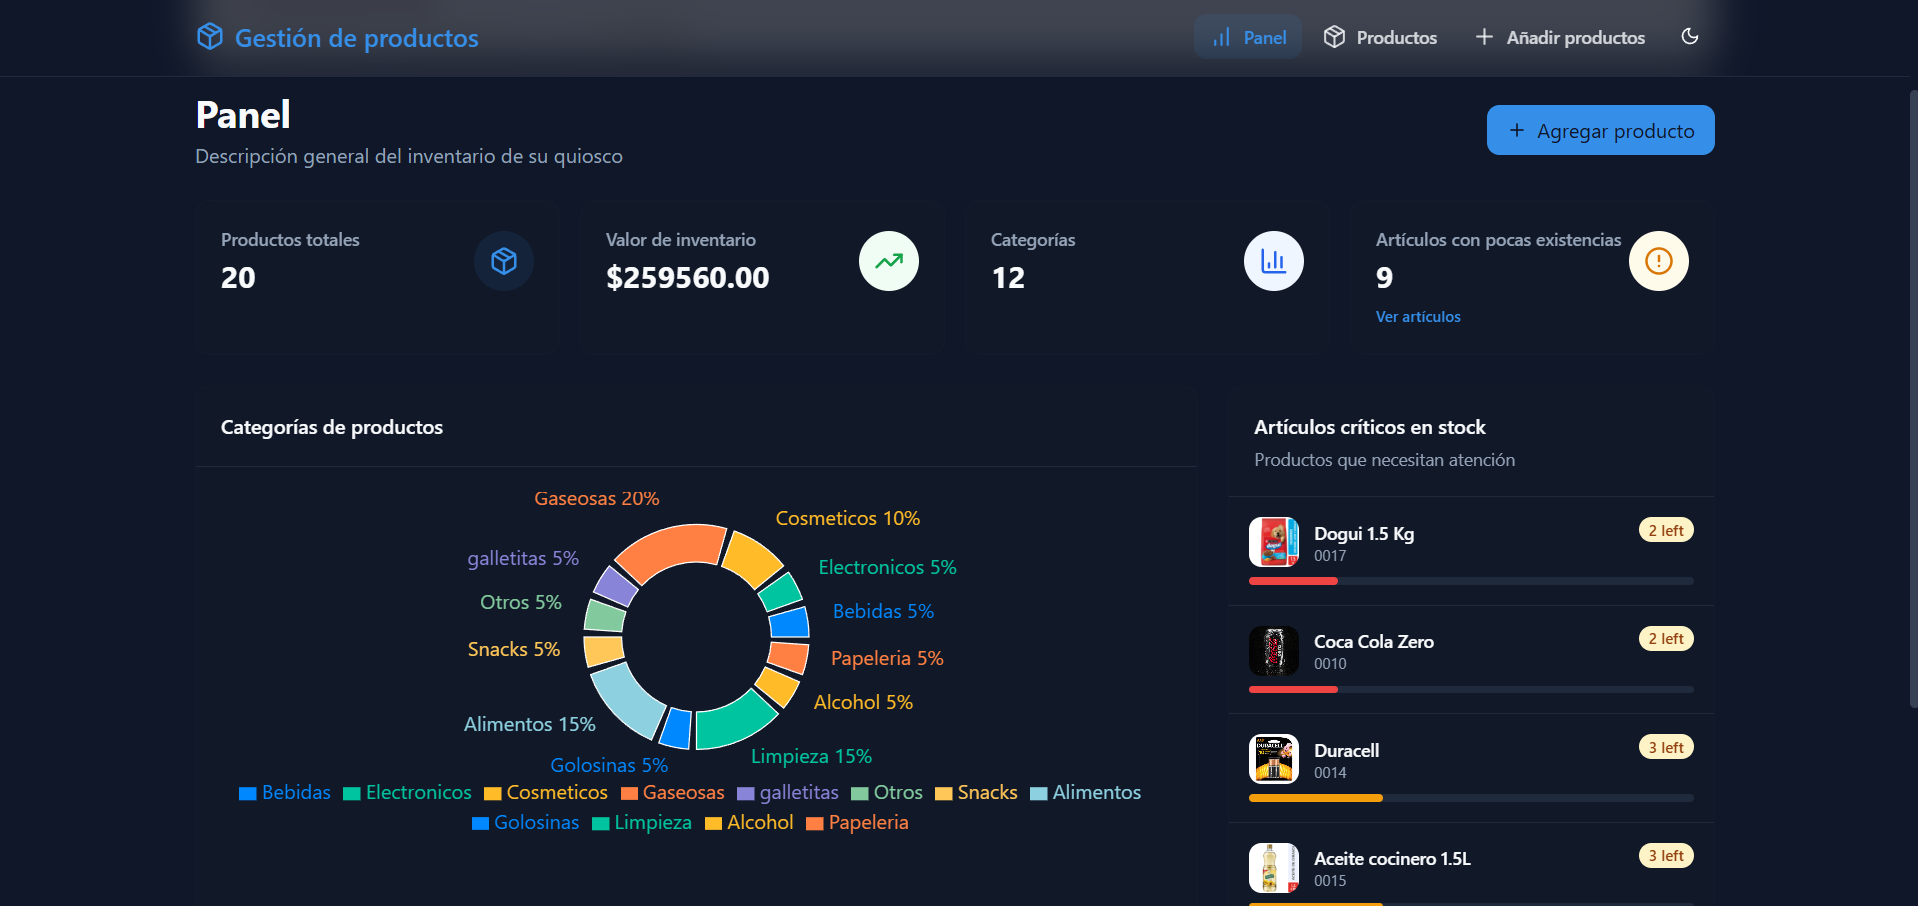 Gestión de productos
Panel
Productos
Añadir productos
Panel
Descripción general del inventario de su quiosco
Agregar producto
Productos totales
20
Valor de inventario
$259560.00
Categorías
12
Artículos con pocas existencias
9
Ver artículos
Categorías de productos
Gaseosas 20%
Cosmeticos 10%
galletitas 5%
Electronicos 5%
Otros 5%
Bebidas 5%
Snacks 5%
Papeleria 5%
Alcohol 5%
Alimentos 15%
Limpieza 15%
Golosinas 5%
Bebidas Electronicos Cosmeticos Gaseosas galletitas Otros Snacks Alimentos
Golosinas Limpieza Alcohol Papeleria
Artículos críticos en stock
Productos que necesitan atención
Dogui 1.5 Kg
0017
2 left
Coca Cola Zero
0010
2 left
DURACELL
Duracell
0014
3 left
Aceite cocinero 1.5L
0015
3 left